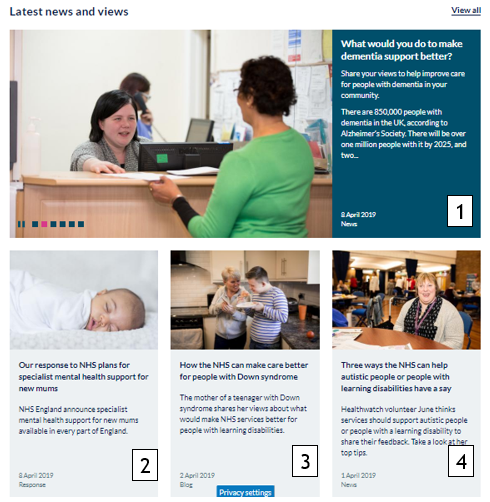 Latest news and views
View all
What would you do to make
dementia support better?
Share your views to help improve care
for people with dementia in your
community.
There are 850,000 people with
dementia in the UK, according to
Alzheimer's Society. There will be over
one million people with it by 2025, and
two...
8 April 2019
News
1
Our response to NHS plans for
specialist mental health support for
new mums
NHS England announce specialist
mental health support for new mums
available in every part of England.
8 April 2019
Response
2
How the NHS can make care better
for people with Down syndrome
The mother of a teenager with Down
syndrome shares her views about what
would make NHS services better for
people with learning disabilities.
2 April 2019
Blog
3
Three ways the NHS can help
autistic people or people with
learning disabilities have a say
Healthwatch volunteer June thinks
services should support autistic people
or people with a learning disability to
share their feedback. Take a look at her
top tips.
1 April 2019
News
4
Privacy settings